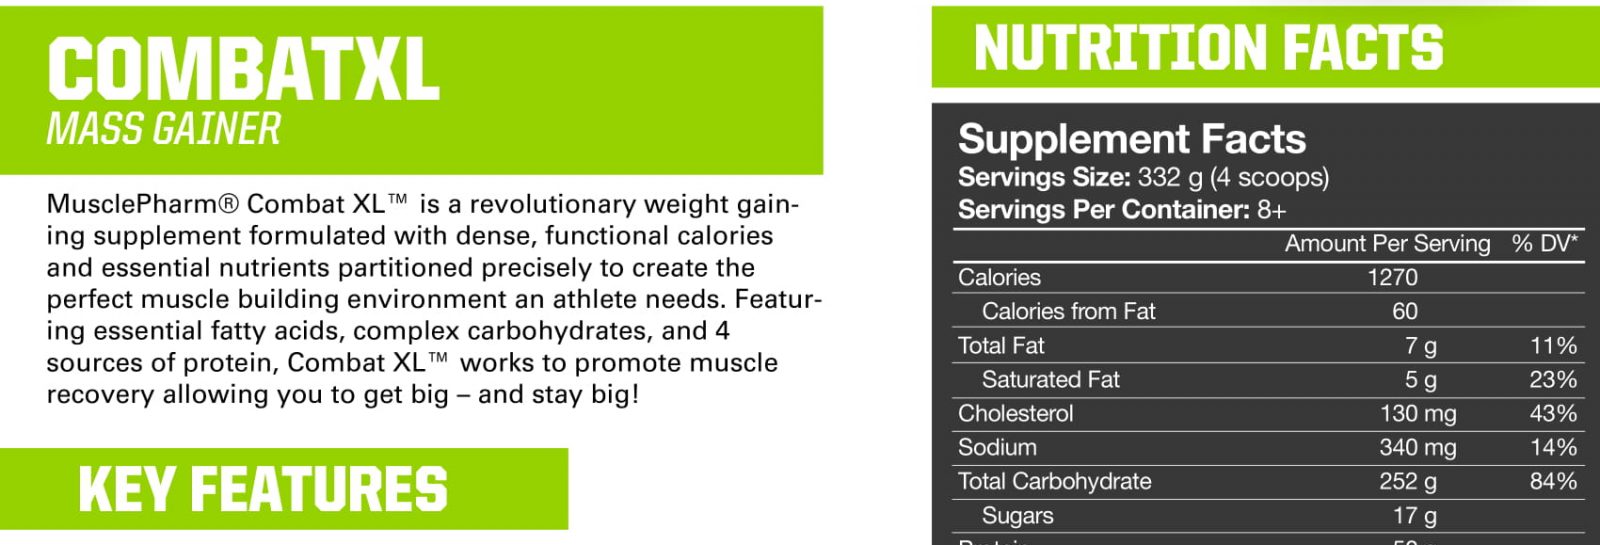 COMBATXL
MASS GAINER
MusclePharm® Combat XL™ is a revolutionary weight gain-
ing supplement formulated with dense, functional calories
and essential nutrients partitioned precisely to create the
perfect muscle building environment an athlete needs. Featur-
ing essential fatty acids, complex carbohydrates, and 4
sources of protein, Combat XL™ works to promote muscle
recovery allowing you to get big – and stay big!
KEY FEATURES
NUTRITION FACTS
Supplement Facts
Servings Size: 332 g (4 scoops)
Servings Per Container: 8+
Amount Per Serving % DV*
Calories 1270
Calories from Fat 60
Total Fat 7 g 11%
Saturated Fat 5 g 23%
Cholesterol 130 mg 43%
Sodium 340 mg 14%
Total Carbohydrate 252 g 84%
Sugars 17 g